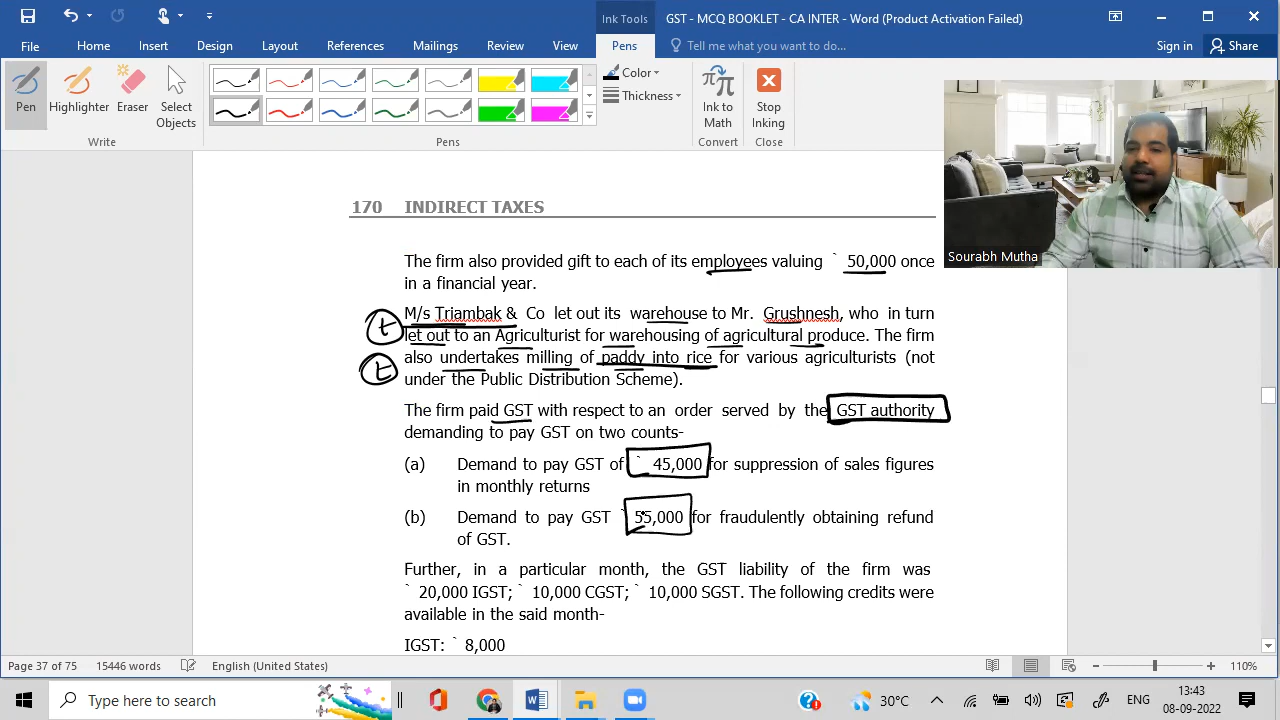 GST - MCQ BOOKLET - CA INTER - Word (Product Activation Failed)
Ink Tools
File Home Insert Design Layout References Mailings Review View Pens Tell me what you want to do... Sign in Share
Pen Highlighter Eraser Select Objects
Color
Thickness
Ink to Math
Stop Inking
Write Pens Convert Close
Sourabh Mutha
170 INDIRECT TAXES
The firm also provided gift to each of its employees valuing ` 50,000 once
in a financial year.
M/s Triambak & Co let out its warehouse to Mr. Grushnesh, who in turn
let out to an Agriculturist for warehousing of agricultural produce. The firm
also undertakes milling of paddy into rice for various agriculturists (not
under the Public Distribution Scheme).
t
t
The firm paid GST with respect to an order served by the GST authority
demanding to pay GST on two counts-
(a) Demand to pay GST of ` 45,000 for suppression of sales figures
in monthly returns
(b) Demand to pay GST ` 55,000 for fraudulently obtaining refund
of GST.
Further, in a particular month, the GST liability of the firm was
` 20,000 IGST; ` 10,000 CGST; ` 10,000 SGST. The following credits were
available in the said month-
IGST: ` 8,000
Page 37 of 75 15446 words English (United States) 110%
Type here to search 30°C ENG 13:43
08-09-2022